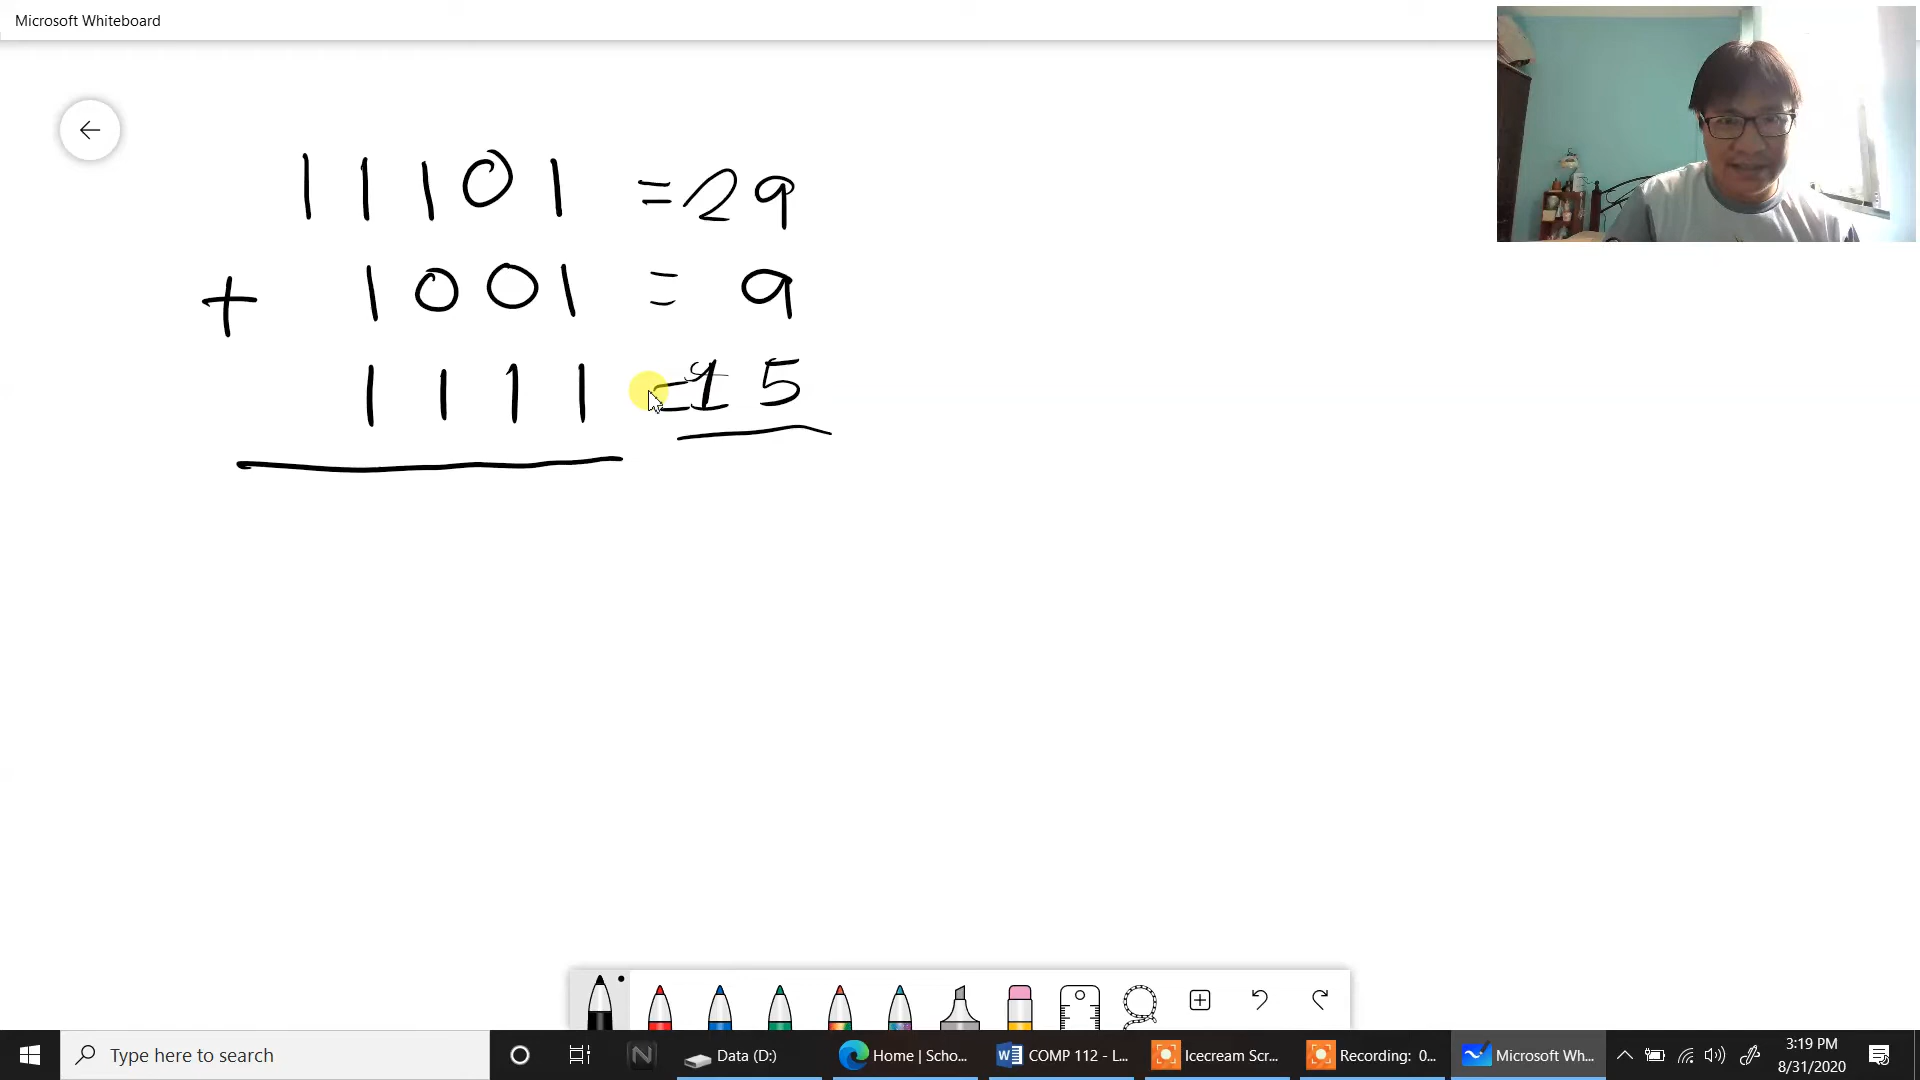 Microsoft Whiteboard
11101 = 29
+ 1001 = 9
1111 = 15
Type here to search
Data (D:)
Home | Scho...
COMP 112 - L...
Icecream Scr...
Recording: 0...
Microsoft Wh...
3:19 PM
8/31/2020